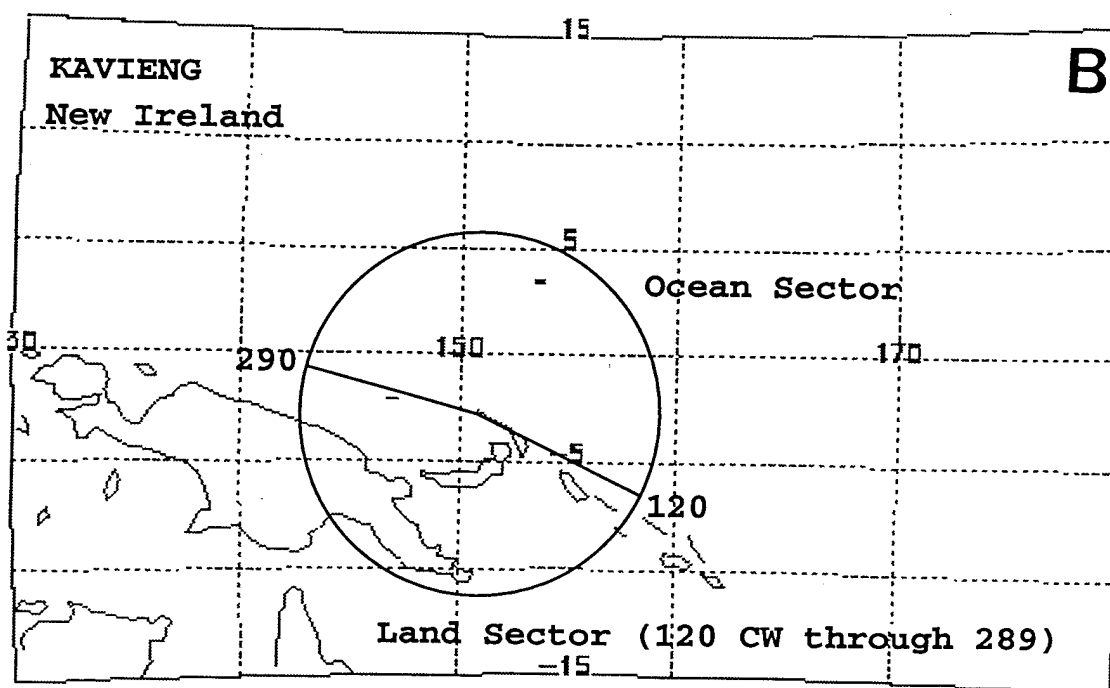 15
KAVIENG
B
New Ireland
5
Ocean Sector
30
290
150
170
-5
120
Land Sector (120 CW through 289)
-15